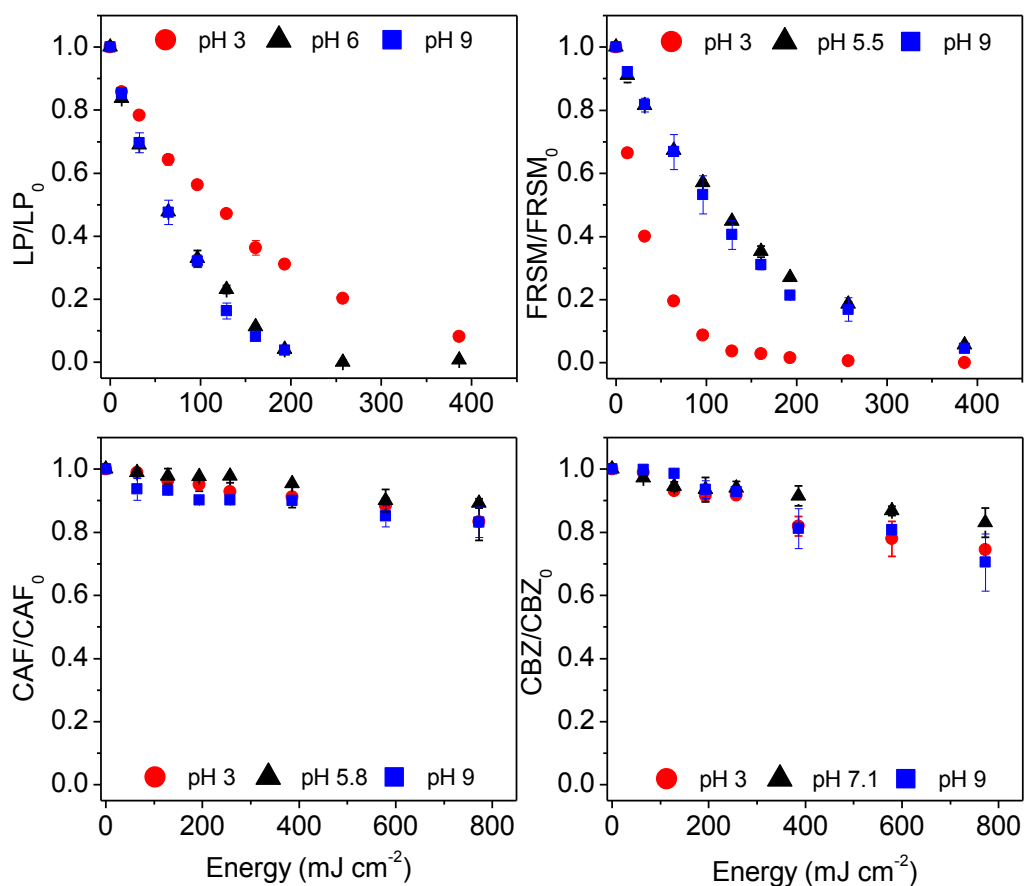 pH 3 pH 6 pH 9
1.0
0.8
0.6
0.4
0.2
0.0
LP/LP₀
0 100 200 300 400
pH 3 pH 5.5 pH 9
1.0
0.8
0.6
0.4
0.2
0.0
FRSM/FRSM₀
0 100 200 300 400
1.0
0.8
0.6
0.4
0.2
0.0
CAF/CAF₀
pH 3 pH 5.8 pH 9
0 200 400 600 800
Energy (mJ cm⁻²)
1.0
0.8
0.6
0.4
0.2
0.0
CBZ/CBZ₀
pH 3 pH 7.1 pH 9
0 200 400 600 800
Energy (mJ cm⁻²)